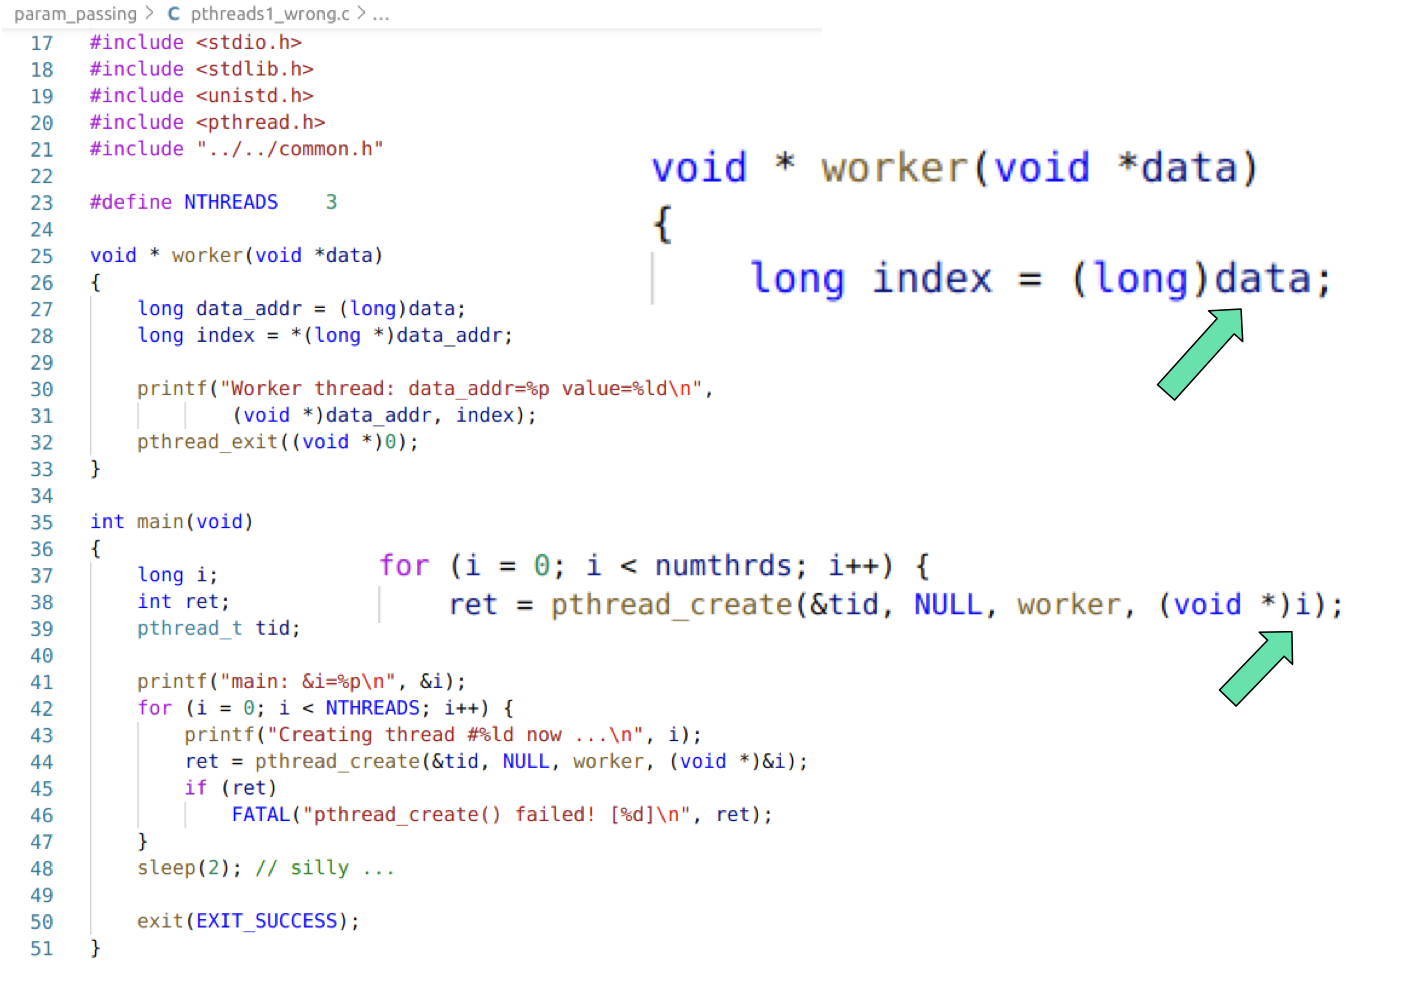 param_passing > C pthreads1_wrong.c > ...
17 #include <stdio.h>
18 #include <stdlib.h>
19 #include <unistd.h>
20 #include <pthread.h>
21 #include "../../common.h"
22
23 #define NTHREADS    3
24
25 void * worker(void *data)
26 {
27     long data_addr = (long)data;
28     long index = *(long *)data_addr;
29
30     printf("Worker thread: data_addr=%p value=%ld\n",
31             (void *)data_addr, index);
32     pthread_exit((void *)0);
33 }
34
35 int main(void)
36 {
37     long i;
38     int ret;
39     pthread_t tid;
40
41     printf("main: &i=%p\n", &i);
42     for (i = 0; i < NTHREADS; i++) {
43         printf("Creating thread #%ld now ...\n", i);
44         ret = pthread_create(&tid, NULL, worker, (void *)&i);
45         if (ret)
46             FATAL("pthread_create() failed! [%d]\n", ret);
47     }
48     sleep(2); // silly ...
49
50     exit(EXIT_SUCCESS);
51 }
void * worker(void *data)
{
    long index = (long)data;
for (i = 0; i < numthrds; i++) {
    ret = pthread_create(&tid, NULL, worker, (void *)i);